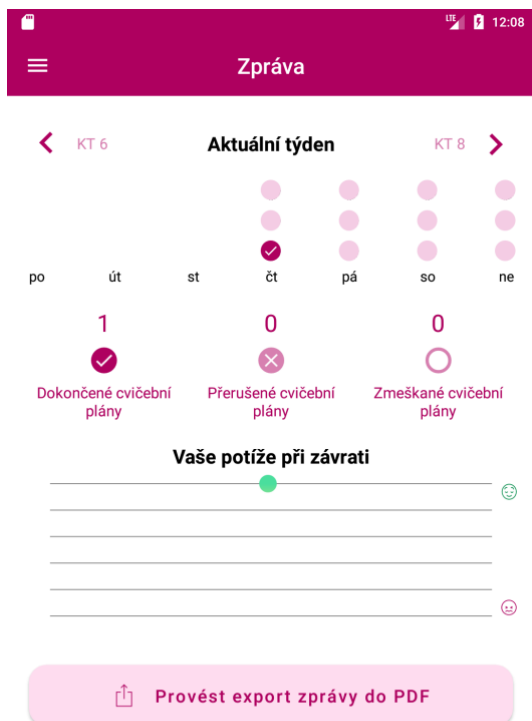 LTE 12:08
Zpráva
KT 6 Aktuální týden KT 8
po út st čt pá so ne
1 0 0
Dokončené cvičební Přerušené cvičební Zmeškané cvičební
plány plány plány
Vaše potíže při závrati
Provést export zprávy do PDF